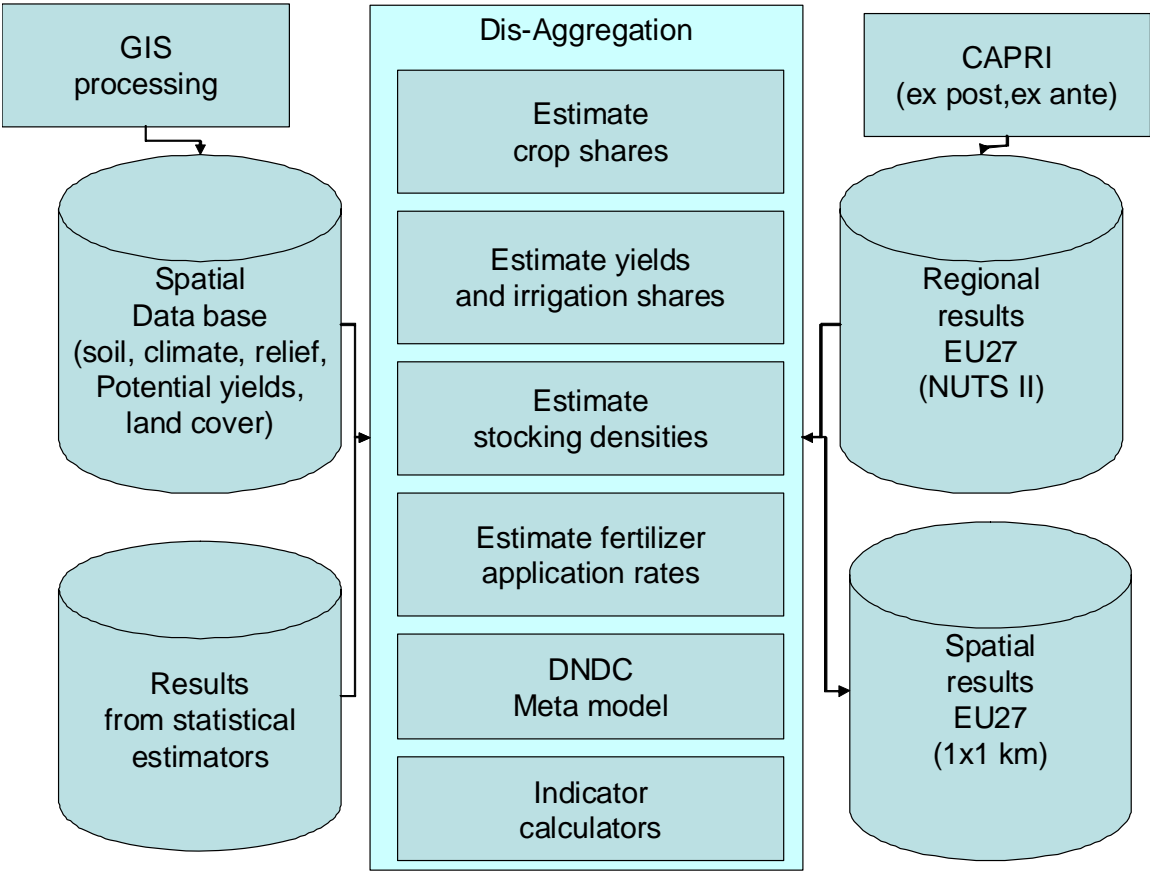 GIS
processing
Spatial
Data base
(soil, climate, relief,
Potential yields,
land cover)
Results
from statistical
estimators
Dis-Aggregation
Estimate
crop shares
Estimate yields
and irrigation shares
Estimate
stocking densities
Estimate fertilizer
application rates
DNDC
Meta model
Indicator
calculators
CAPRI
(ex post,ex ante)
Regional
results
EU27
(NUTS II)
Spatial
results
EU27
(1x1 km)